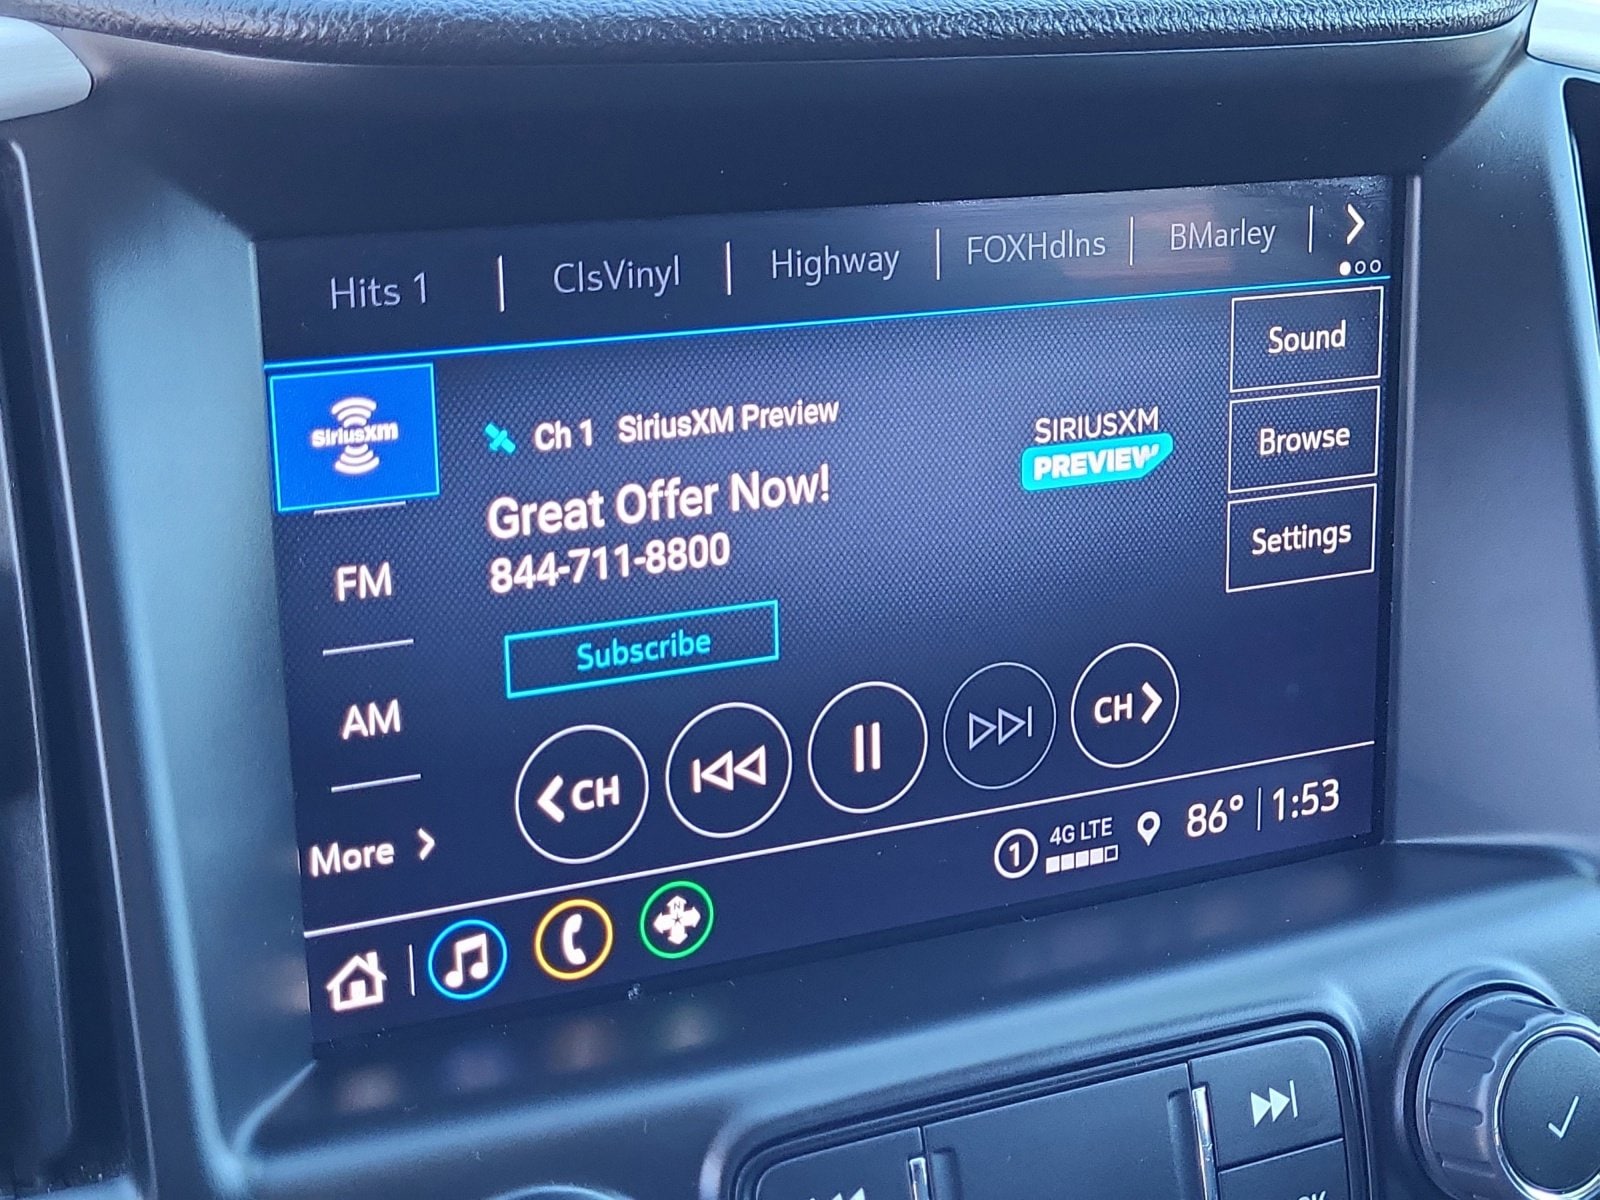 Hits 1 | ClsVinyl | Highway | FOXHdlns | BMarley |
SiriusXM
Ch 1 SiriusXM Preview
SIRIUSXM
PREVIEW
Great Offer Now!
844-711-8800
Subscribe
Sound
Browse
Settings
FM
AM
More
CH
CH
1 4G LTE 86° 1:53
N